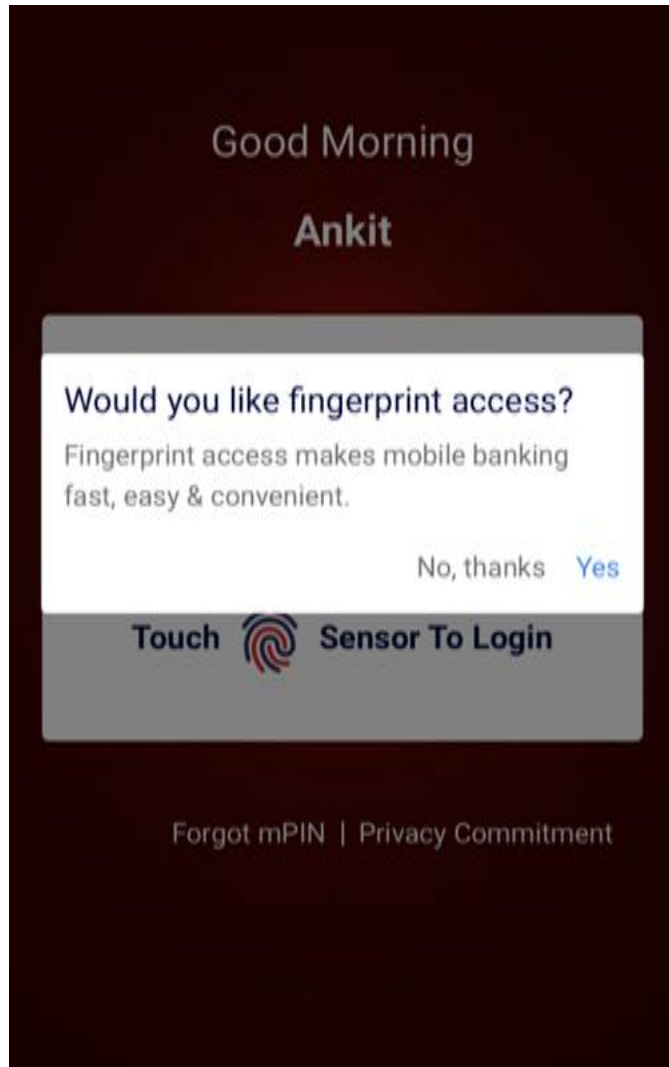 Good Morning
Ankit
Would you like fingerprint access?
Fingerprint access makes mobile banking
fast, easy & convenient.
No, thanks Yes
Touch Sensor To Login
Forgot mPIN | Privacy Commitment